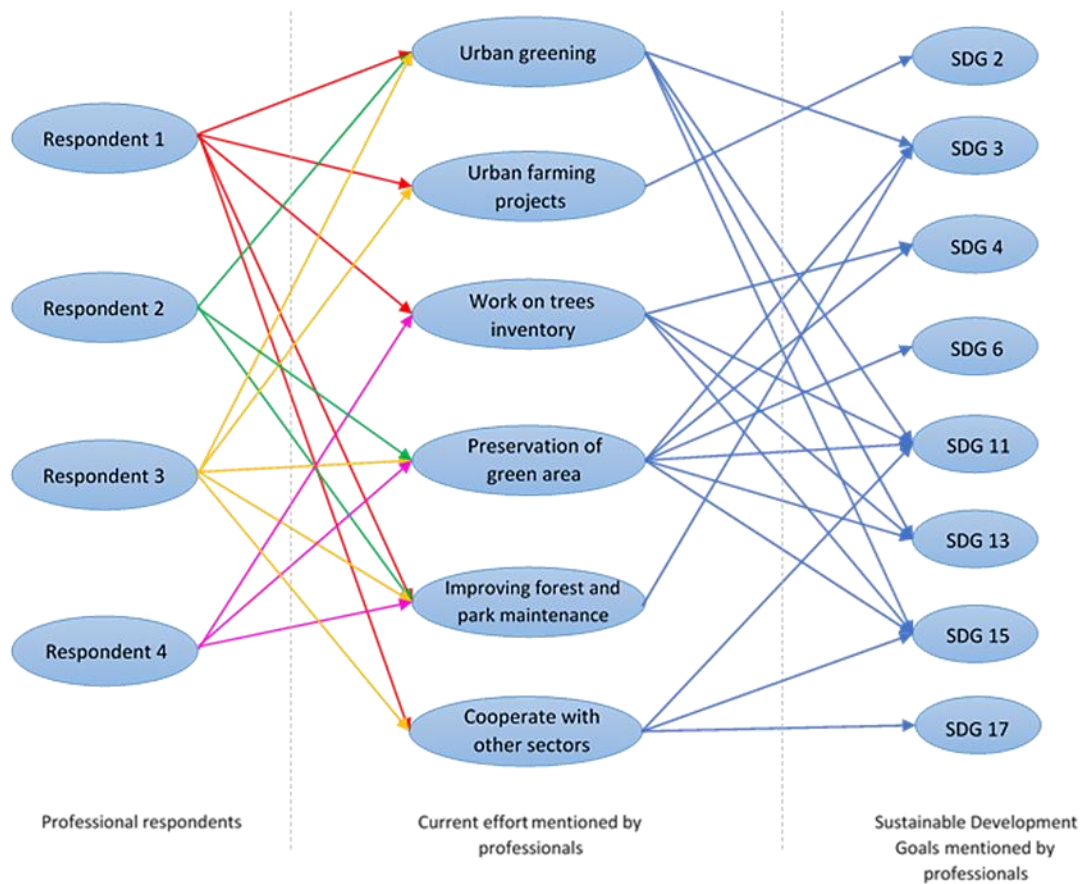 Respondent 1
Respondent 2
Respondent 3
Respondent 4
Professional respondents
Urban greening
Urban farming
projects
Work on trees
inventory
Preservation of
green area
Improving forest and
park maintenance
Cooperate with
other sectors
Current effort mentioned by
professionals
SDG 2
SDG 3
SDG 4
SDG 6
SDG 11
SDG 13
SDG 15
SDG 17
Sustainable Development
Goals mentioned by
professionals